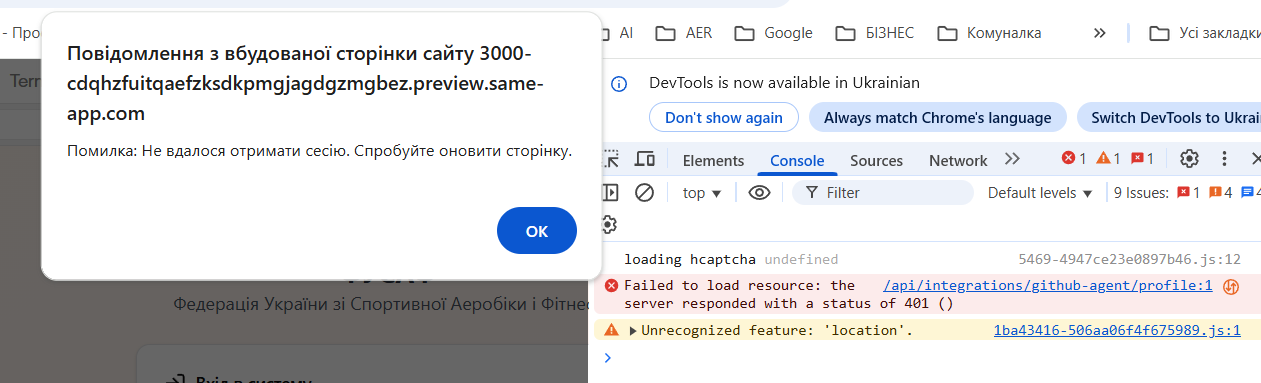 - Про
AI
AER
Google
БІЗНЕС
Комуналка
»
Усі закладки
Повідомлення з вбудованої сторінки сайту 3000-
cdqhzfuitqaefzksdkpmgjagdgzmgbez.preview.same-
app.com
Помилка: Не вдалося отримати сесію. Спробуйте оновити сторінку.
OK
Term
Федерація України зі Спортивної Аеробіки і Фітнес
Вхід в систему
DevTools is now available in Ukrainian
Don't show again
Always match Chrome's language
Switch DevTools to Ukrai
Elements Console Sources Network » 1 1 1
top Filter Default levels 9 Issues: 1 4 4
loading hcaptcha undefined 5469-4947ce23e0897b46.js:12
Failed to load resource: the /api/integrations/github-agent/profile:1
server responded with a status of 401 ()
Unrecognized feature: 'location'. 1ba43416-506aa06f4f675989.js:1